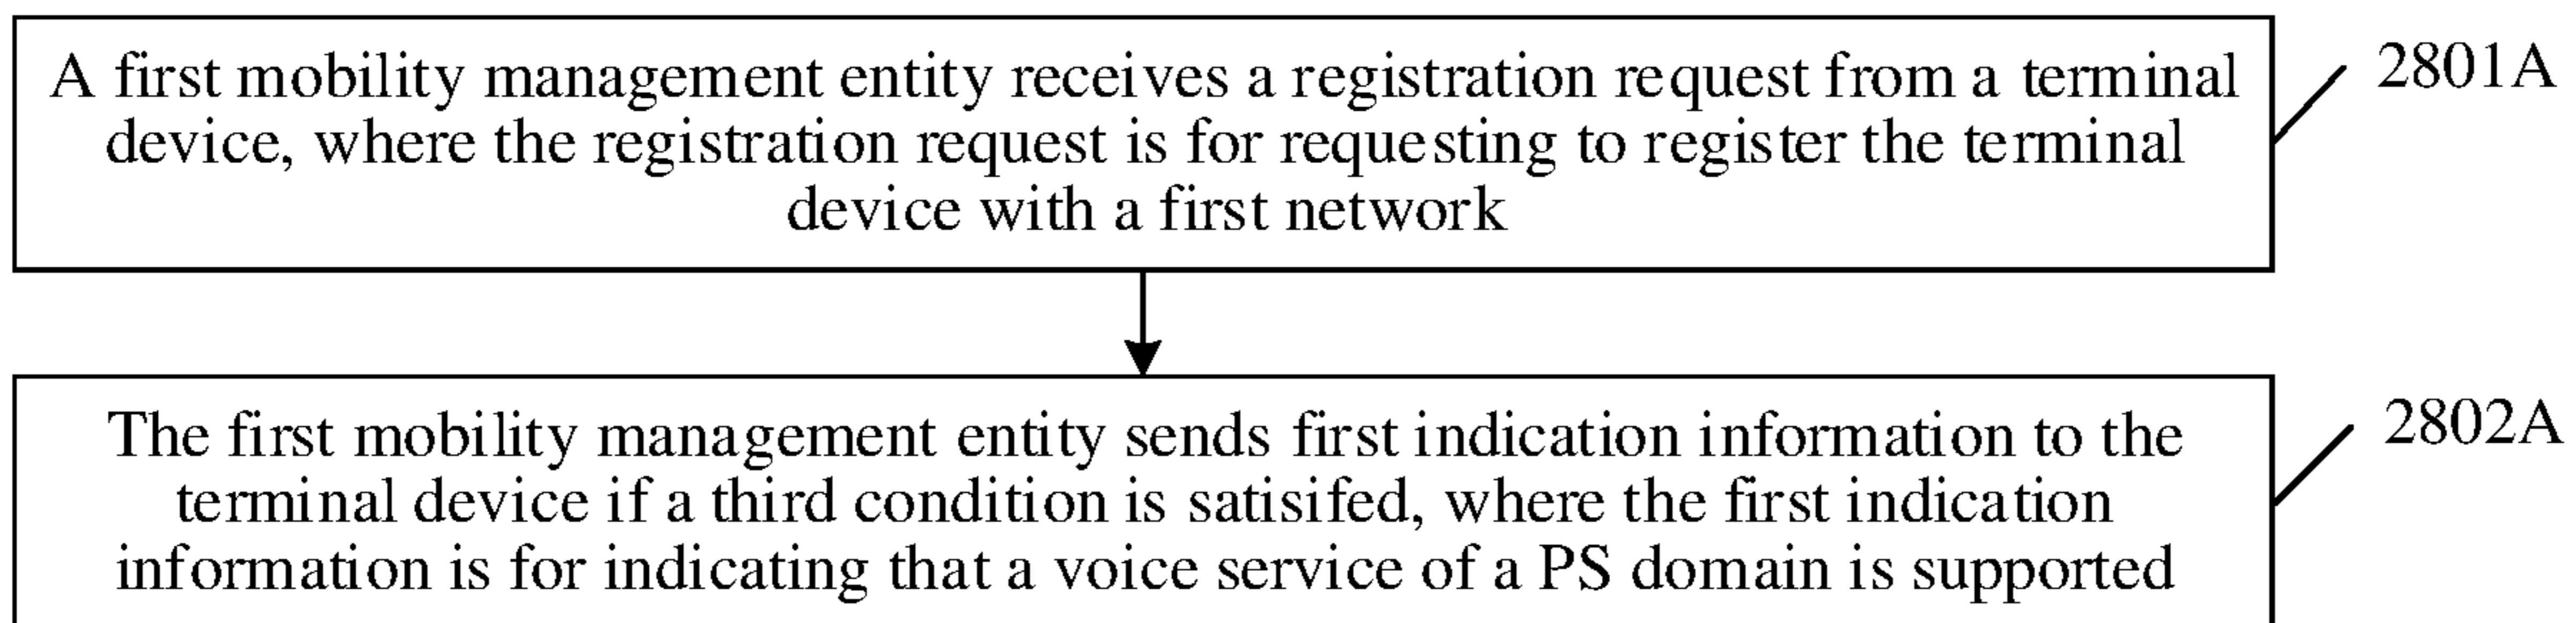 A first mobility management entity receives a registration request from a terminal
device, where the registration request is for requesting to register the terminal
device with a first network
2801A
The first mobility management entity sends first indication information to the
terminal device if a third condition is satisifed, where the first indication
information is for indicating that a voice service of a PS domain is supported
2802A